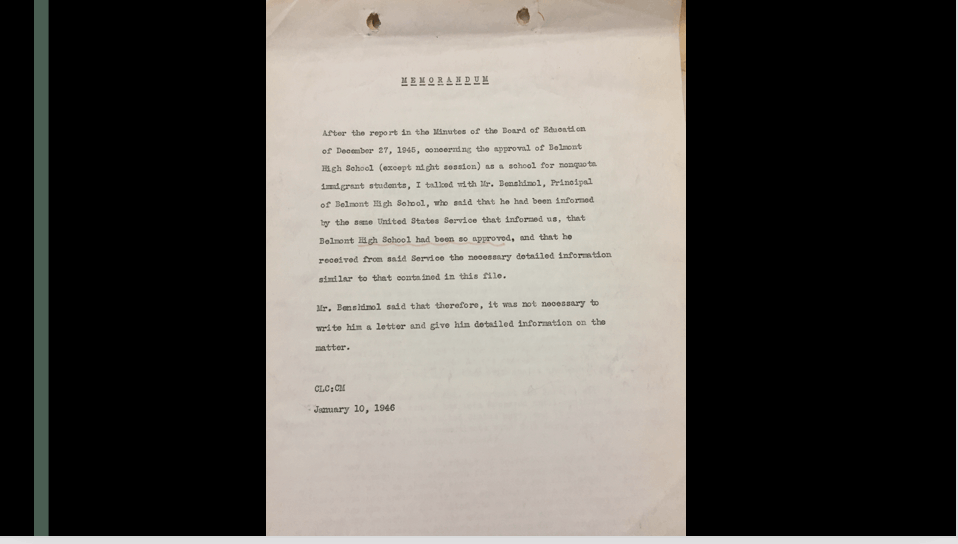 MEMORANDUM
After the report in the Minutes of the Board of Education
of December 27, 1945, concerning the approval of Belmont
High School (except night session) as a school for nonquota
immigrant students, I talked with Mr. Benshimol, Principal
of Belmont High School, who said that he had been informed
by the same United States Service that informed us, that
Belmont High School had been so approved, and that he
received from said Service the necessary detailed information
similar to that contained in this file.
Mr. Benshimol said that therefore, it was not necessary to
write him a letter and give him detailed information on the
matter.
CLC:CM
January 10, 1946